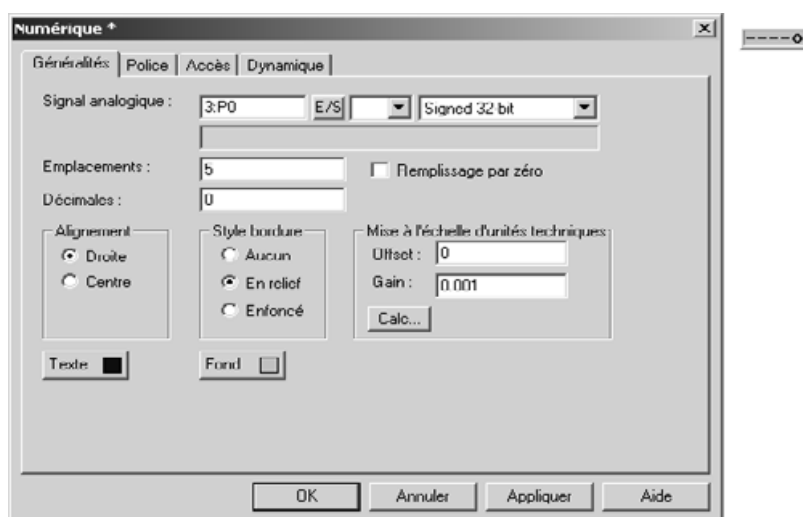 Numérique *
Généralités Police Accès Dynamique
Signal analogique : 3:P0 E/S Signed 32 bit
Emplacements : 5 Remplissage par zéro
Décimales : 0
Alignement Style bordure Mise à l'échelle d'unités techniques
Droite Aucun Offset : 0
Centre En relief Gain : 0.001
Enfoncé Calc...
Texte Fond
OK Annuler Appliquer Aide